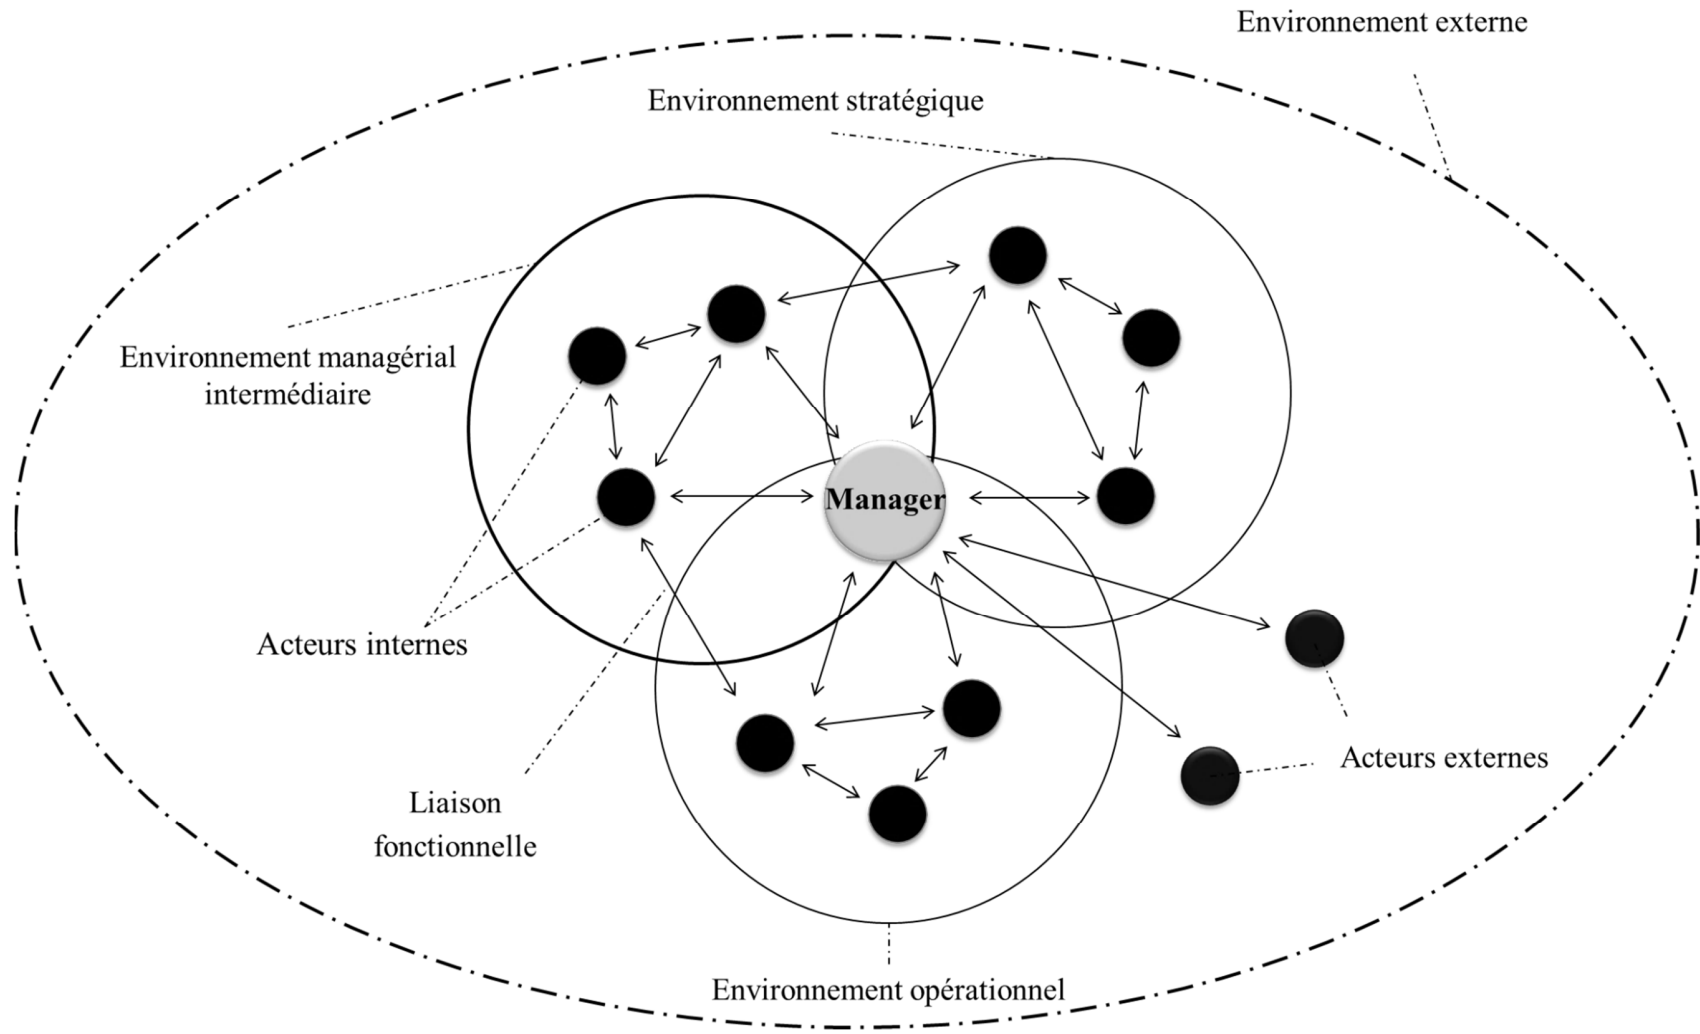 Environnement externe
Environnement stratégique
Environnement managérial
intermédiaire
Manager
Acteurs internes
Acteurs externes
Liaison
fonctionnelle
Environnement opérationnel